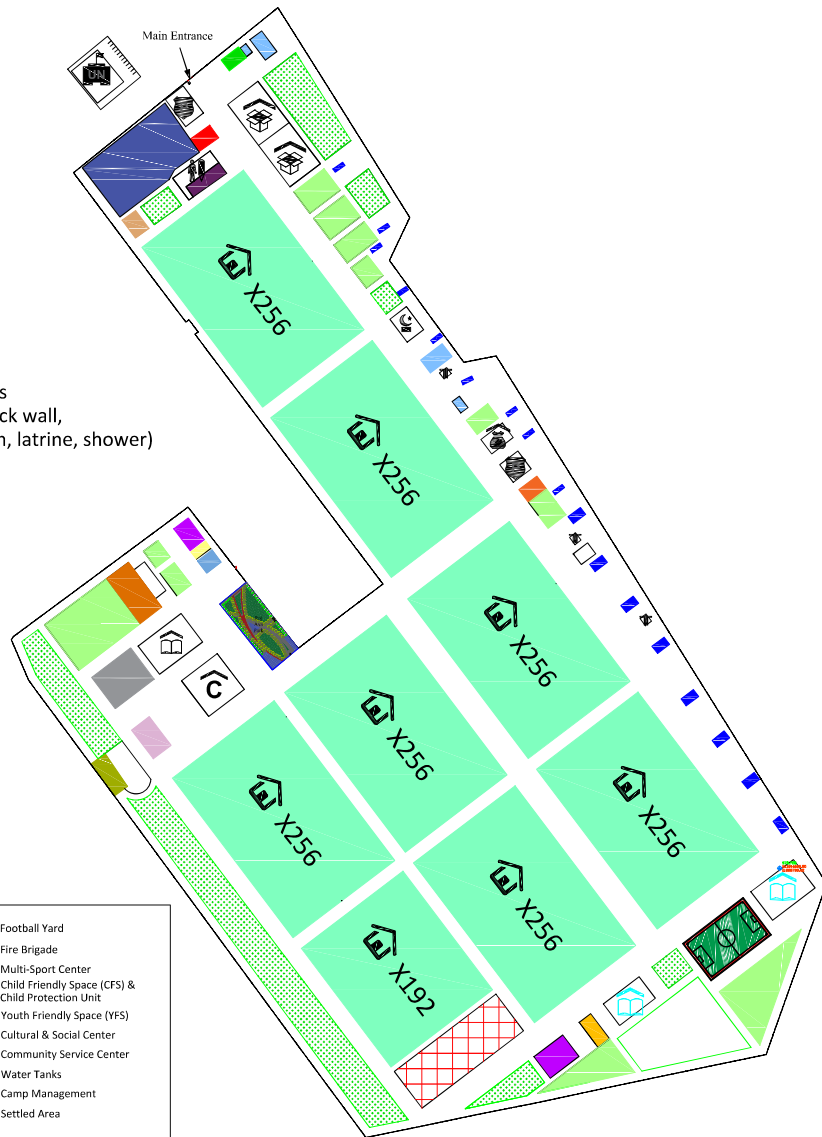 Main Entrance
UN
X256
s
ck wall,
n, latrine, shower)
X256
X256
X256
C
X256
X256
X256
X192
Football Yard
Fire Brigade
Multi-Sport Center
Child Friendly Space (CFS) &
Child Protection Unit
Youth Friendly Space (YFS)
Cultural & Social Center
Community Service Center
Water Tanks
Camp Management
Settled Area